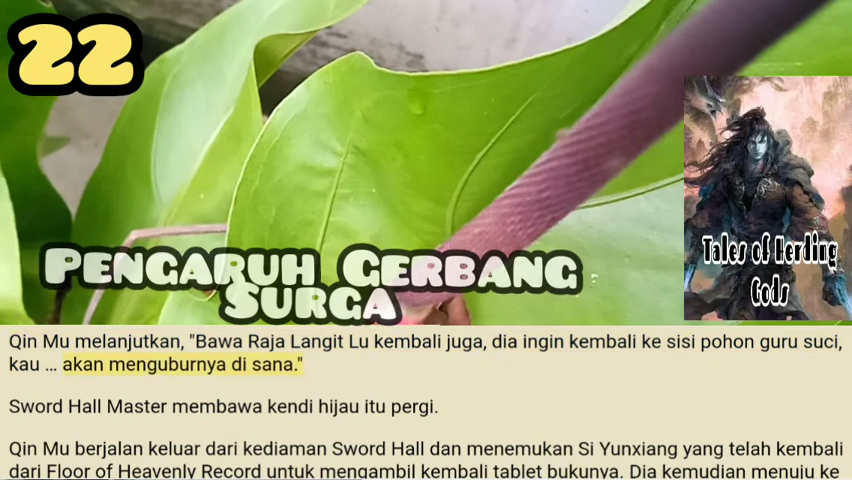 22
Tales of Herding
Gods
PENGARUH GERBANG
SURGA
Qin Mu melanjutkan, "Bawa Raja Langit Lu kembali juga, dia ingin kembali ke sisi pohon guru suci,
kau ... akan menguburnya di sana."
Sword Hall Master membawa kendi hijau itu pergi.
Qin Mu berjalan keluar dari kediaman Sword Hall dan menemukan Si Yunxiang yang telah kembali
dari Floor of Heavenly Record untuk mengambil kembali tablet bukunya. Dia kemudian menuju ke